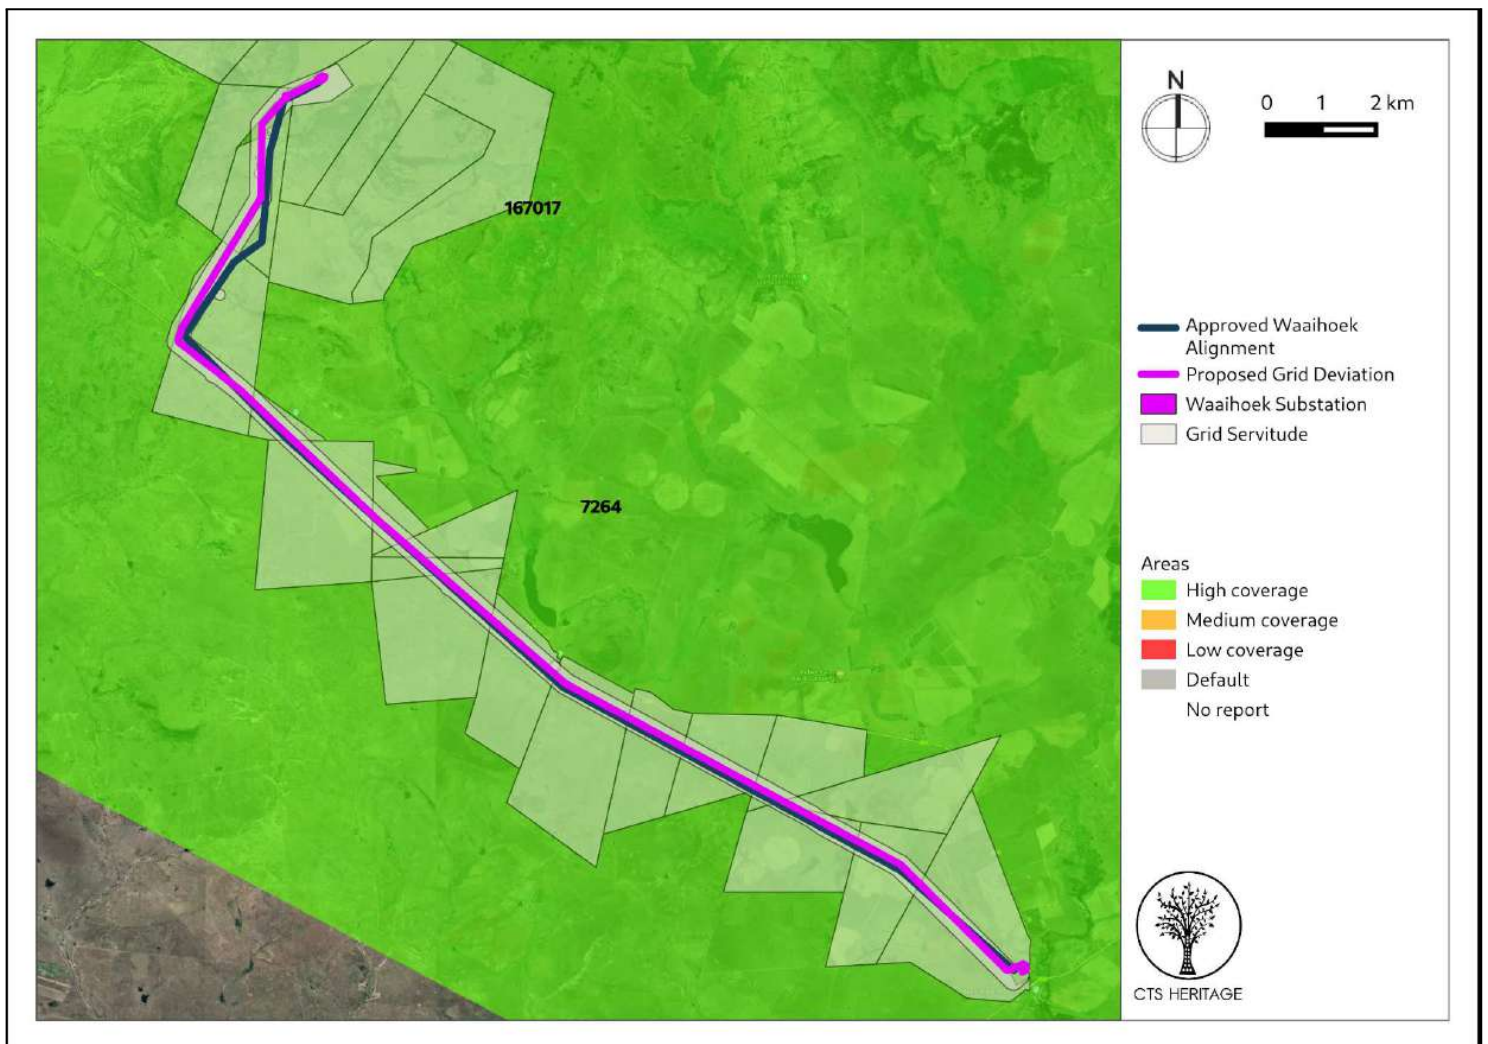 167017
7264
N
0 1 2 km
Approved Waaihoek
Alignment
Proposed Grid Deviation
Waaihoek Substation
Grid Servitude
Areas
High coverage
Medium coverage
Low coverage
Default
No report
CTS HERITAGE